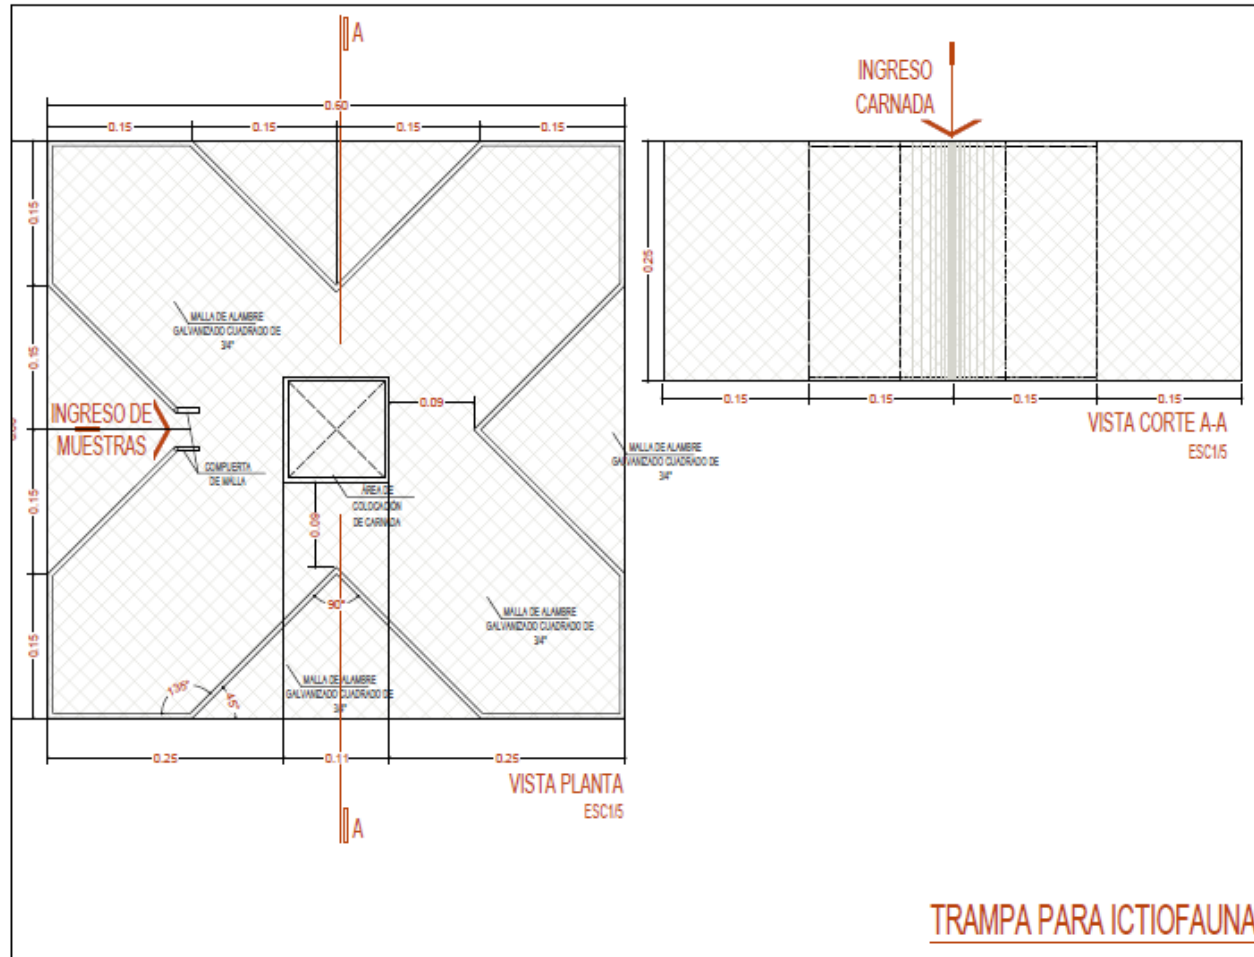 A
0.60
0.15
0.15
0.15
0.15
0.15
0.15
0.15
0.15
MALLA DE ALAMBRE
GALVANIZADO CUADRADO DE
3/4"
INGRESO DE
MUESTRAS
COMPUERTA
DE MALLA
ÁREA DE
COLOCACIÓN
DE CARNADA
0.09
0.09
MALLA DE ALAMBRE
GALVANIZADO CUADRADO DE
3/4"
MALLA DE ALAMBRE
GALVANIZADO CUADRADO DE
3/4"
90°
MALLA DE ALAMBRE
GALVANIZADO CUADRADO DE
3/4"
135°
45°
0.25
0.11
0.25
VISTA PLANTA
ESC1/5
A
INGRESO
CARNADA
0.25
0.15
0.15
0.15
0.15
VISTA CORTE A-A
ESC1/5
TRAMPA PARA ICTIOFAUNA